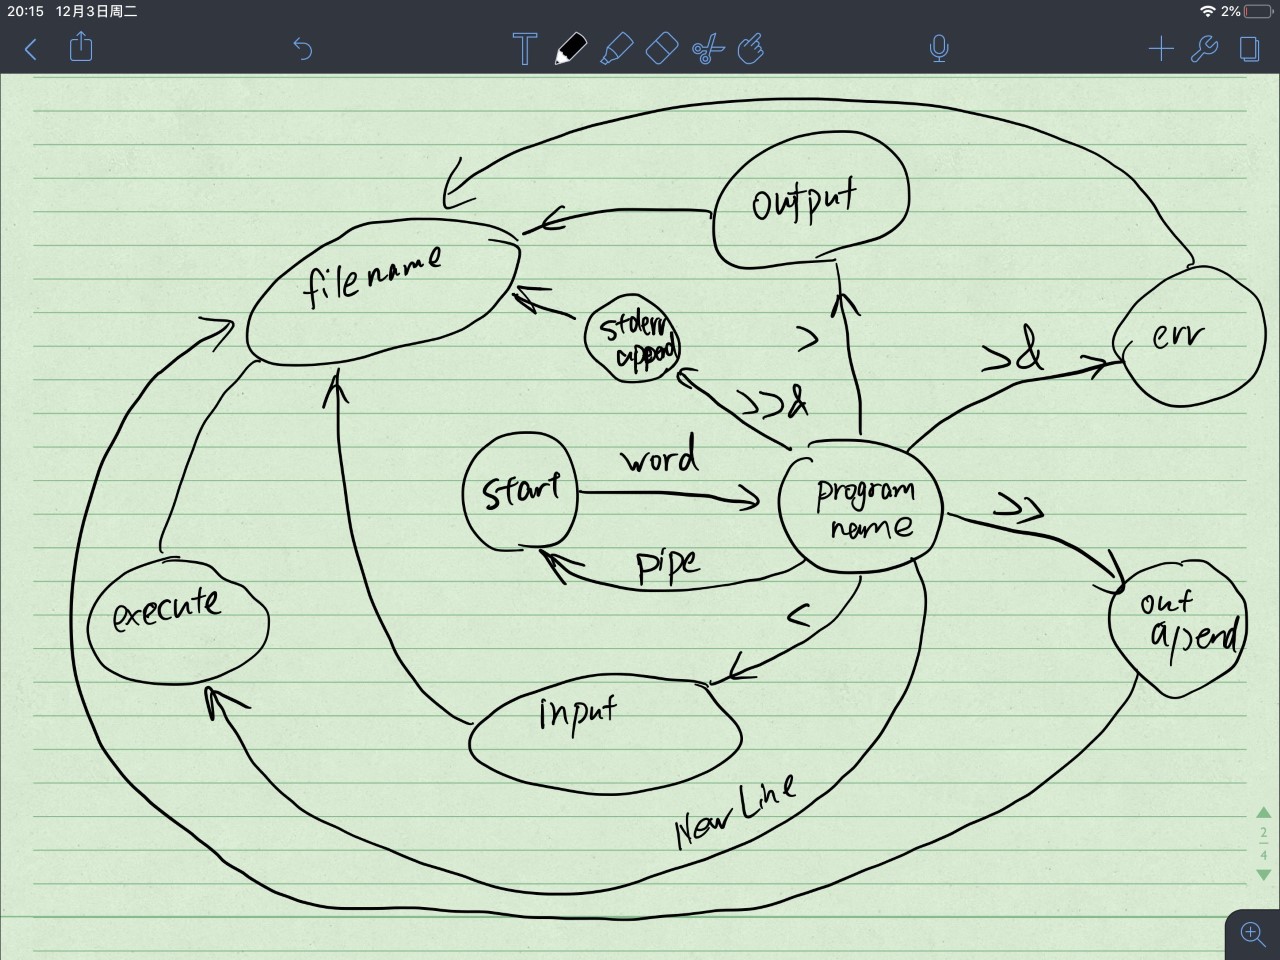 20:15 12月3日周二
2%
output
filename
stderr
appod
>
>&
err
>>&
word
start
program
name
>>
pipe
execute
<
out
apend
input
New Line
2
4